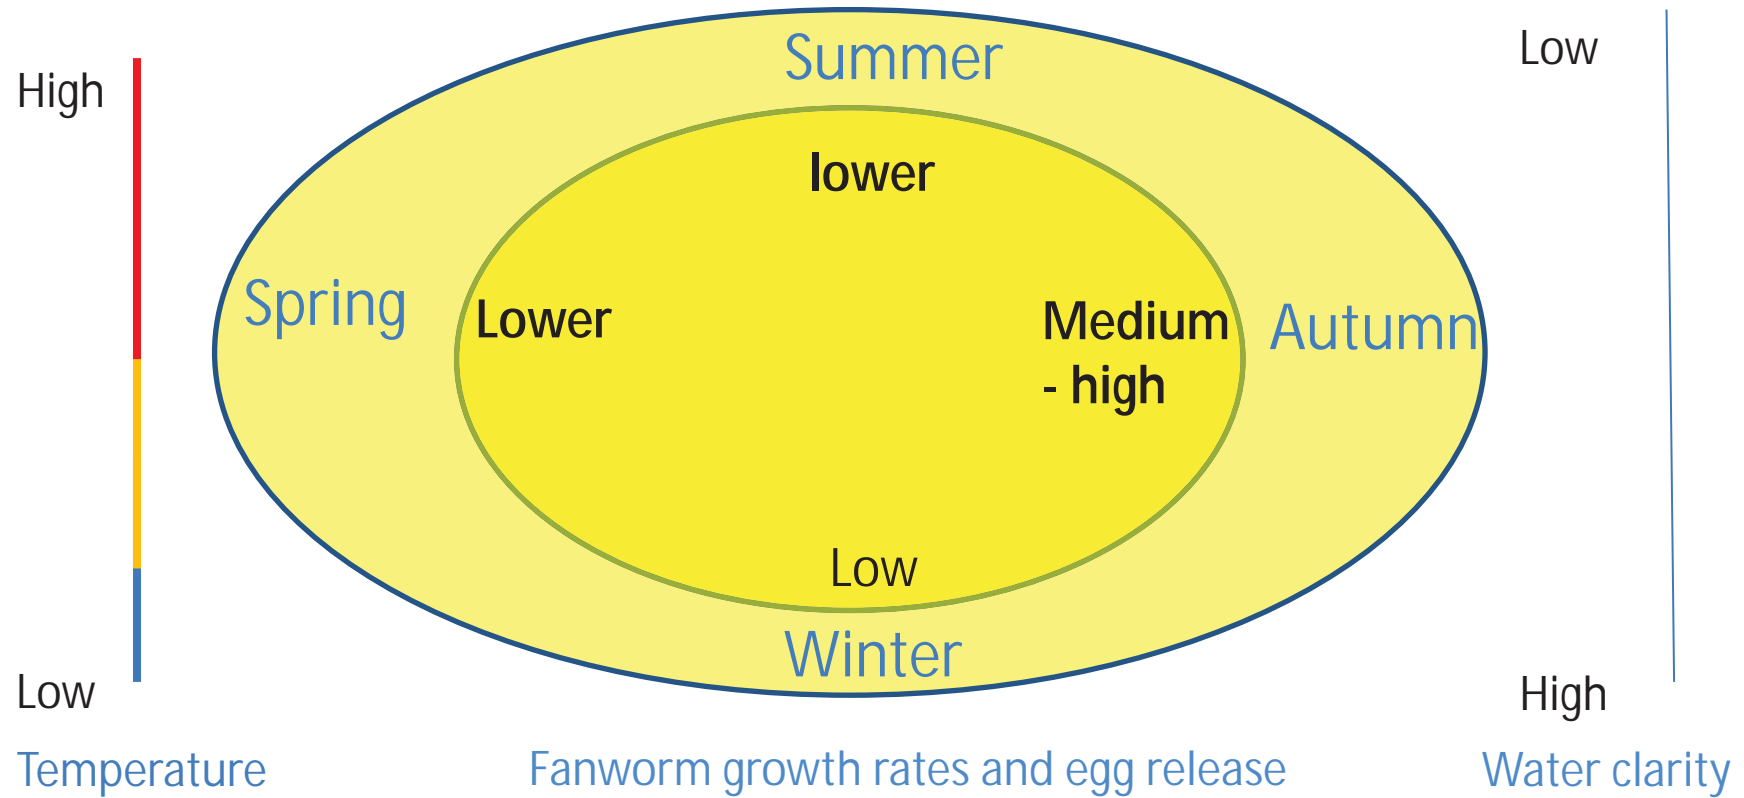 Summer
Low
High
lower
Spring
Lower
Medium
- high
Autumn
Low
Winter
Low
High
Temperature
Fanworm growth rates and egg release
Water clarity